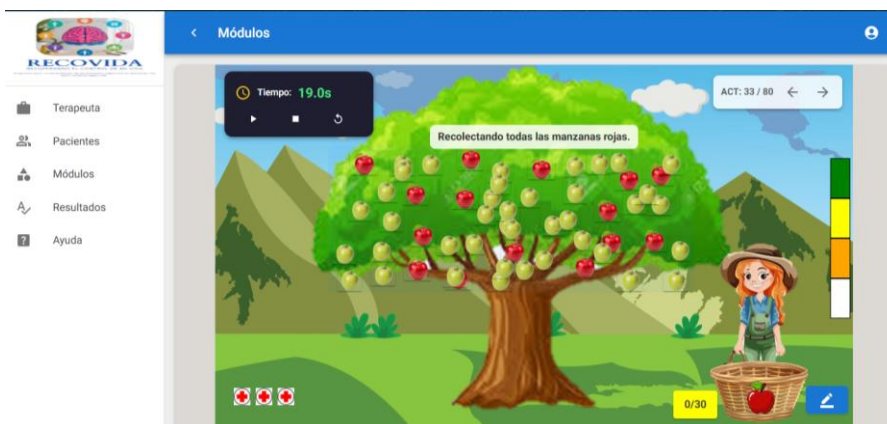 RECOVIDA
Terapeuta
Pacientes
Módulos
Resultados
Ayuda
Módulos
Tiempo: 19.0s
ACT: 33 / 80
Recolectando todas las manzanas rojas.
0/30